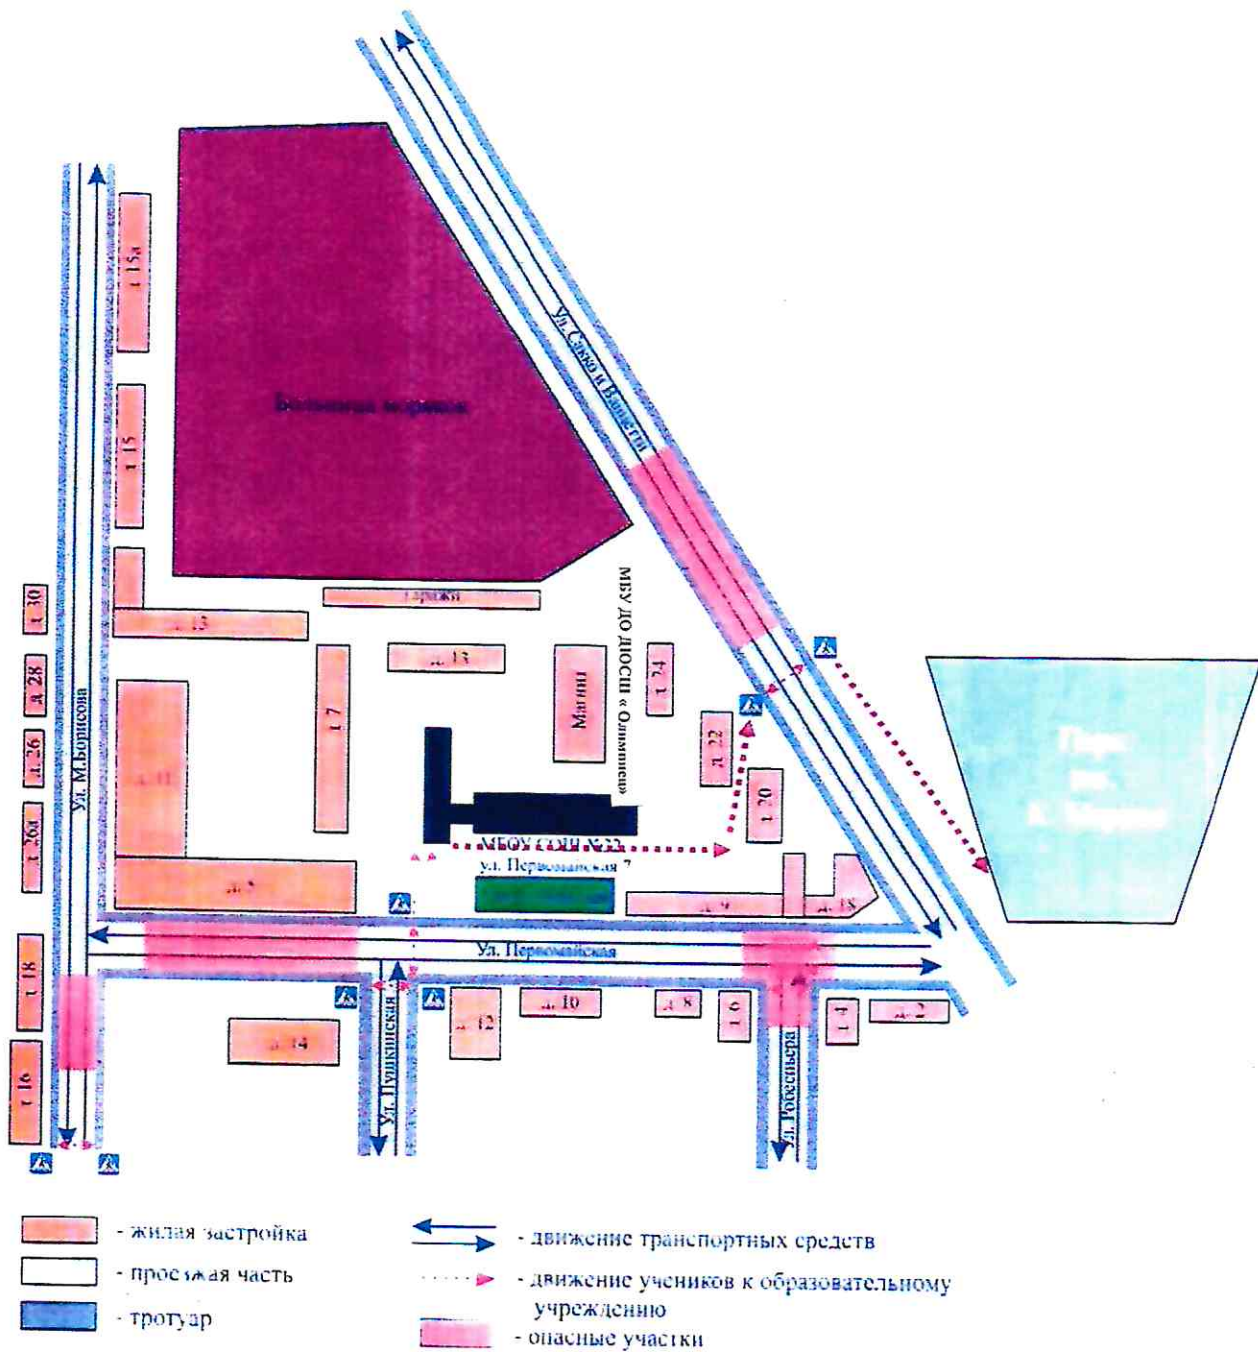 Ул. Сакко и Ванцетти
д. 15а
д. 15
Гаражи
МБУ ДО ДЮСШ « Олимпиец»
д. 30
д. 13
д. 13
д. 28
д. 7
Магнит
д. 24
Ул. М.Борисова
д. 26
д. 11
д. 22
д. 26а
д. 20
МБОУ СОШ №22
ул. Первомайская 7
д. 5
д. 9
д. 18
Ул. Первомайская
д. 18
д. 14
Ул. Пушкинская
д. 12
д. 10
д. 8
д. 6
д. 4
д. 2
д. 16
Ул. Робеспьера
- жилая застройка
- проезжая часть
- тротуар
- движение транспортных средств
- движение учеников к образовательному
учреждению
- опасные участки